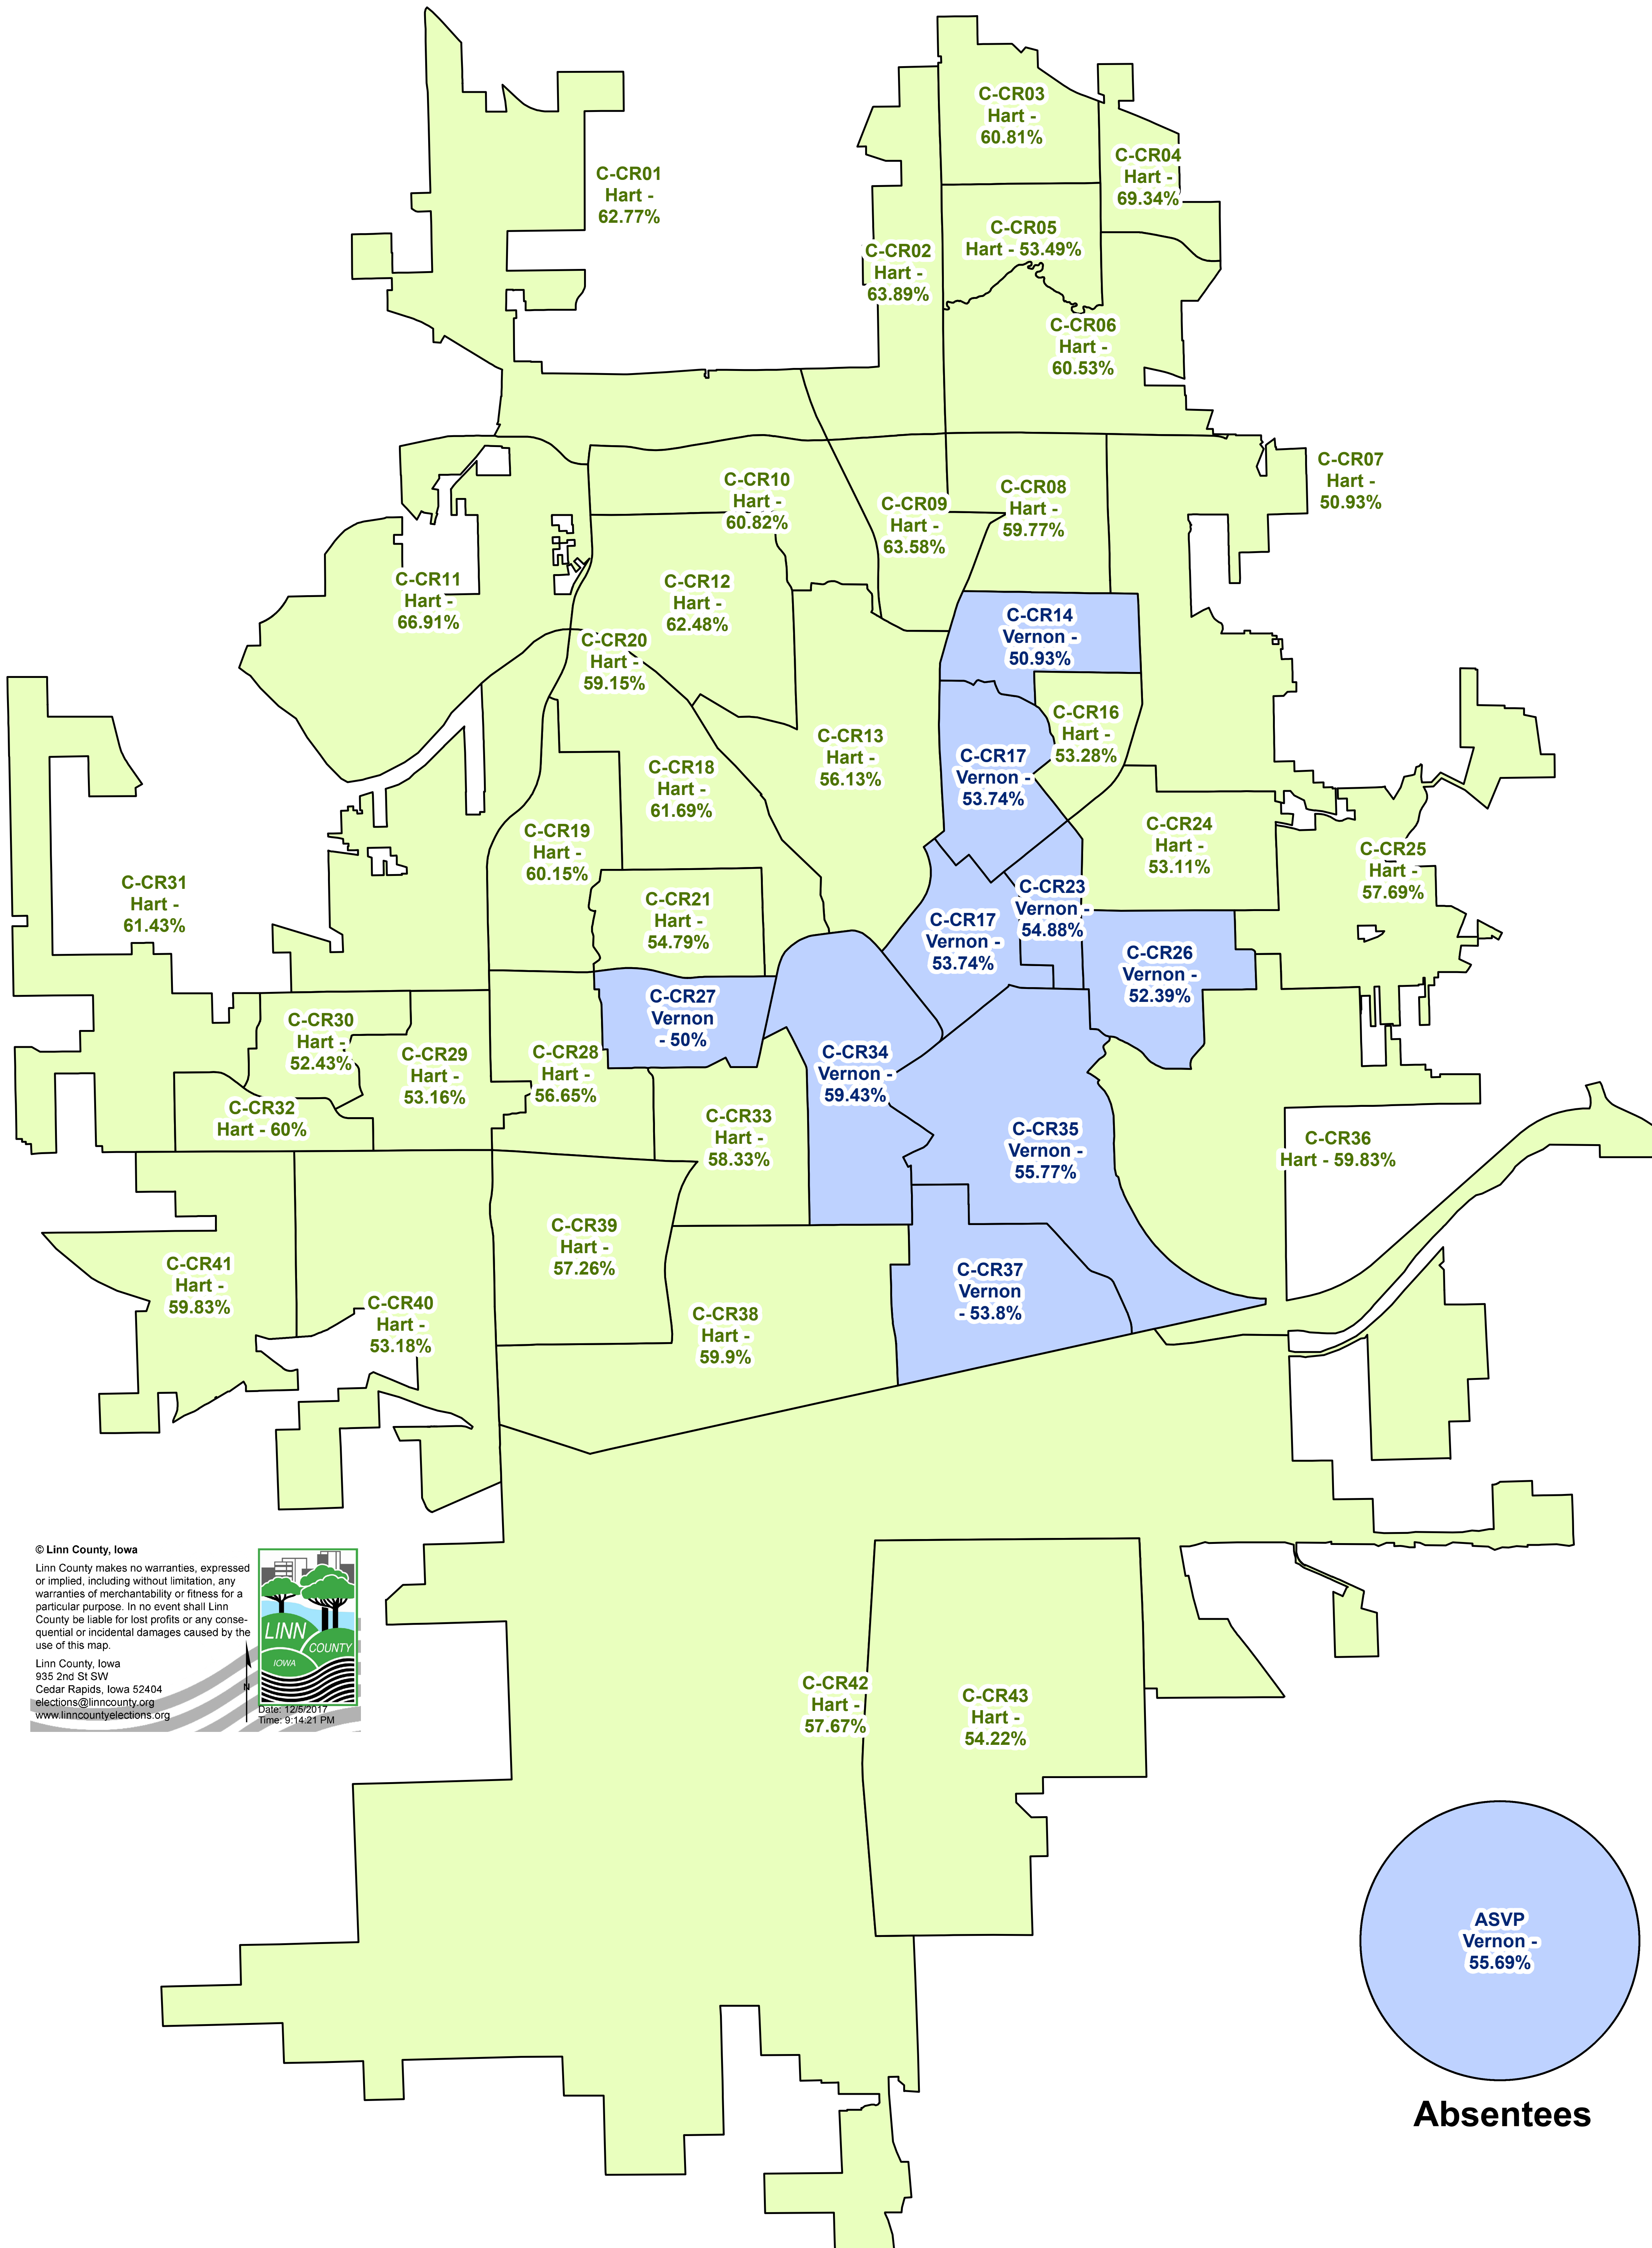 C-CR03
Hart -
60.81%
C-CR04
Hart -
69.34%
C-CR01
Hart -
62.77%
C-CR05
Hart - 53.49%
C-CR02
Hart -
63.89%
C-CR06
Hart -
60.53%
C-CR07
Hart -
50.93%
C-CR10
Hart -
60.82%
C-CR08
Hart -
59.77%
C-CR09
Hart -
63.58%
C-CR11
Hart -
66.91%
C-CR12
Hart -
62.48%
C-CR14
Vernon -
50.93%
C-CR20
Hart -
59.15%
C-CR16
Hart -
53.28%
C-CR13
Hart -
56.13%
C-CR17
Vernon -
53.74%
C-CR18
Hart -
61.69%
C-CR19
Hart -
60.15%
C-CR24
Hart -
53.11%
C-CR25
Hart -
57.69%
C-CR31
Hart -
61.43%
C-CR23
Vernon -
54.88%
C-CR21
Hart -
54.79%
C-CR17
Vernon -
53.74%
C-CR26
Vernon -
52.39%
C-CR27
Vernon
- 50%
C-CR30
Hart -
52.43%
C-CR29
Hart -
53.16%
C-CR28
Hart -
56.65%
C-CR34
Vernon -
59.43%
C-CR32
Hart - 60%
C-CR33
Hart -
58.33%
C-CR35
Vernon -
55.77%
C-CR36
Hart - 59.83%
C-CR39
Hart -
57.26%
C-CR41
Hart -
59.83%
C-CR37
Vernon
- 53.8%
C-CR40
Hart -
53.18%
C-CR38
Hart -
59.9%
© Linn County, Iowa
Linn County makes no warranties, expressed
or implied, including without limitation, any
warranties of merchantability or fitness for a
particular purpose. In no event shall Linn
County be liable for lost profits or any conse-
quential or incidental damages caused by the
use of this map.
Linn County, Iowa
935 2nd St SW
Cedar Rapids, Iowa 52404
elections@linncounty.org
www.linncountyelections.org
LINN
COUNTY
IOWA
N
Date: 12/5/2017
Time: 9:14:21 PM
C-CR42
Hart -
57.67%
C-CR43
Hart -
54.22%
ASVP
Vernon -
55.69%
Absentees